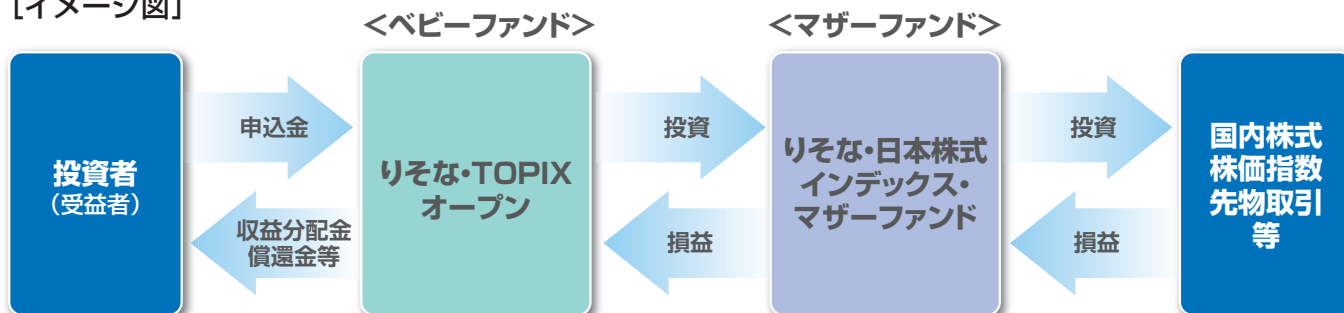 [イメージ図]
＜ベビーファンド＞
＜マザーファンド＞
投資者
（受益者）
申込金
収益分配金
償還金等
りそな・TOPIX
オープン
投資
損益
りそな・日本株式
インデックス・
マザーファンド
投資
損益
国内株式
株価指数
先物取引
等